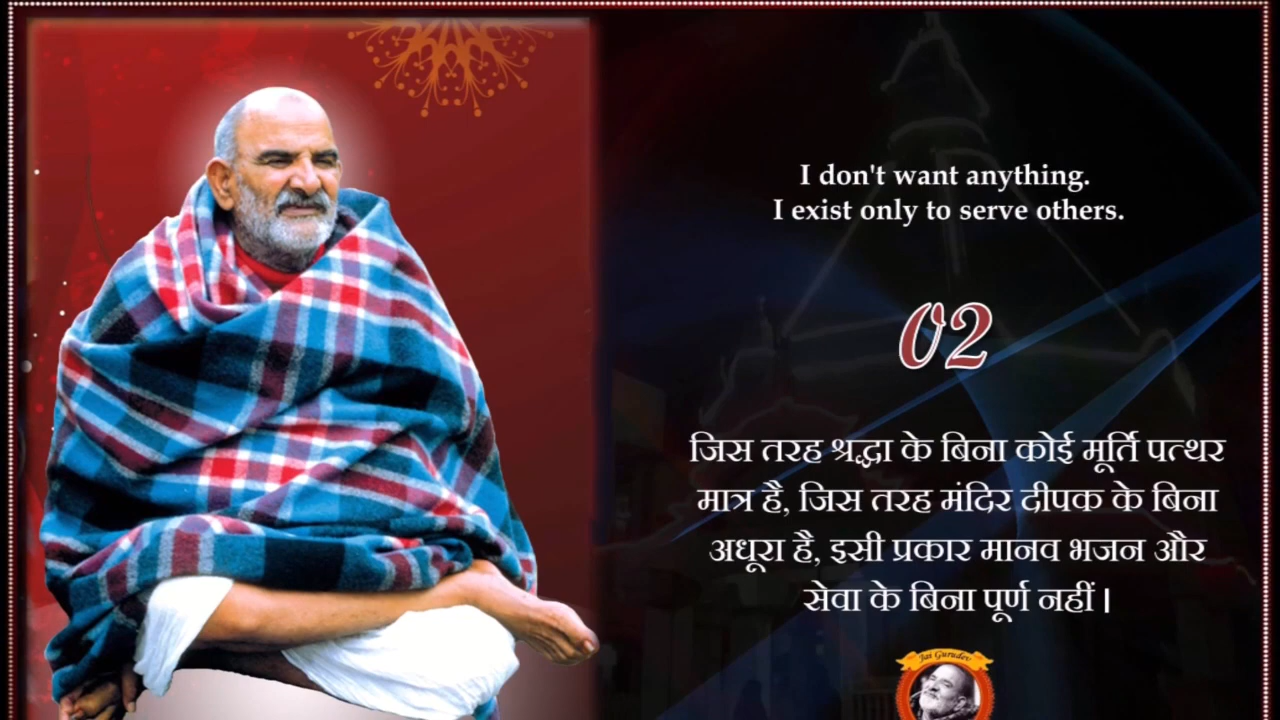 I don't want anything.
I exist only to serve others.
02
जिस तरह श्रद्धा के बिना कोई मूर्ति पत्थर
मात्र है, जिस तरह मंदिर दीपक के बिना
अधूरा है, इसी प्रकार मानव भजन और
सेवा के बिना पूर्ण नहीं।
Jai Gurudev